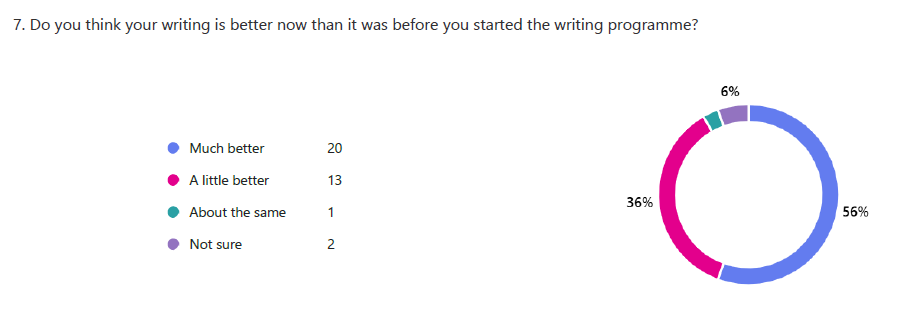 7. Do you think your writing is better now than it was before you started the writing programme?
6%
Much better 20
A little better 13
36%
About the same 1
56%
Not sure 2